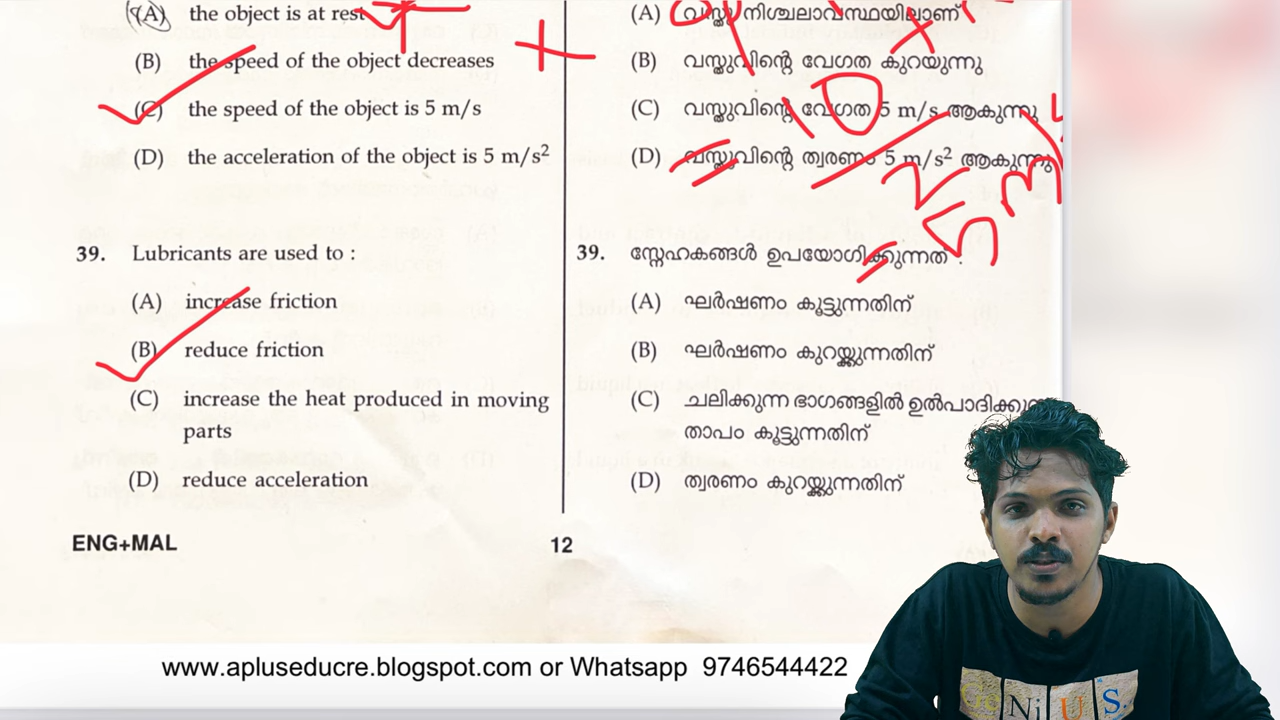 (A) the object is at rest
(B) the speed of the object decreases
(C) the speed of the object is 5 m/s
(D) the acceleration of the object is 5 m/s²
39. Lubricants are used to :
(A) increase friction
(B) reduce friction
(C) increase the heat produced in moving
parts
(D) reduce acceleration
(A) വസ്തു നിശ്ചലാവസ്ഥയിലാണ്
(B) വസ്തുവിന്റെ വേഗത കുറയുന്നു
(C) വസ്തുവിന്റെ വേഗത 5 m/s ആകുന്നു
(D) വസ്തുവിന്റെ ത്വരണം 5 m/s² ആകുന്നു
39. സ്നേഹകങ്ങൾ ഉപയോഗിക്കുന്നത് :
(A) ഘർഷണം കൂട്ടുന്നതിന്
(B) ഘർഷണം കുറയ്ക്കുന്നതിന്
(C) ചലിക്കുന്ന ഭാഗങ്ങളിൽ
താപം കൂട്ടുന്നതിന്
(D) ത്വരണം കുറയ്ക്കുന്നതിന്
ENG+MAL
12
www.apluseducre.blogspot.com or Whatsapp 9746544422
GeNiUS.